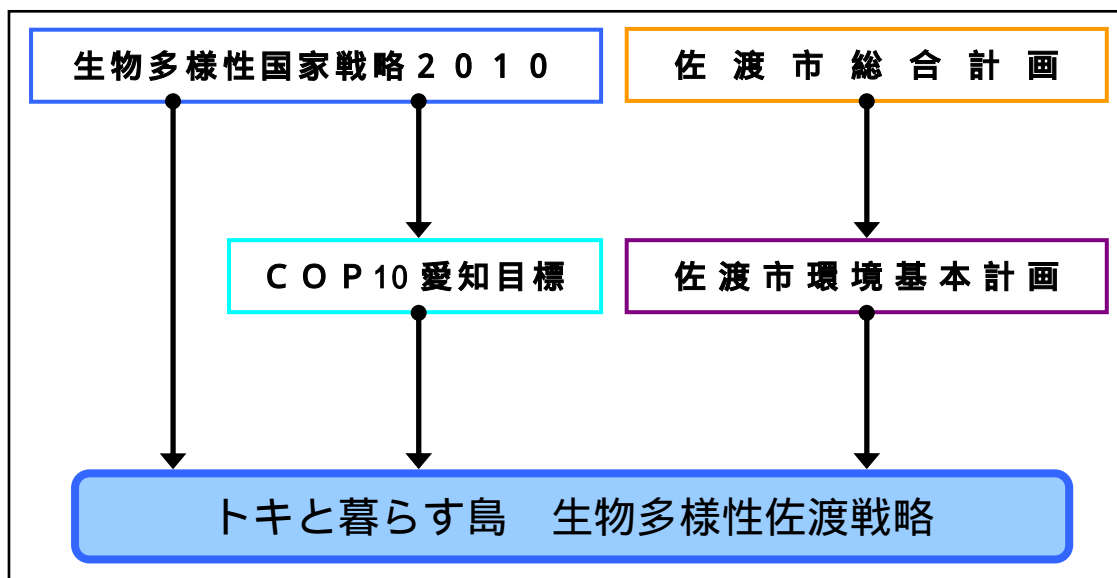 生物多様性国家戦略２０１０
佐渡市総合計画
ＣＯＰ10愛知目標
佐渡市環境基本計画
トキと暮らす島　生物多様性佐渡戦略